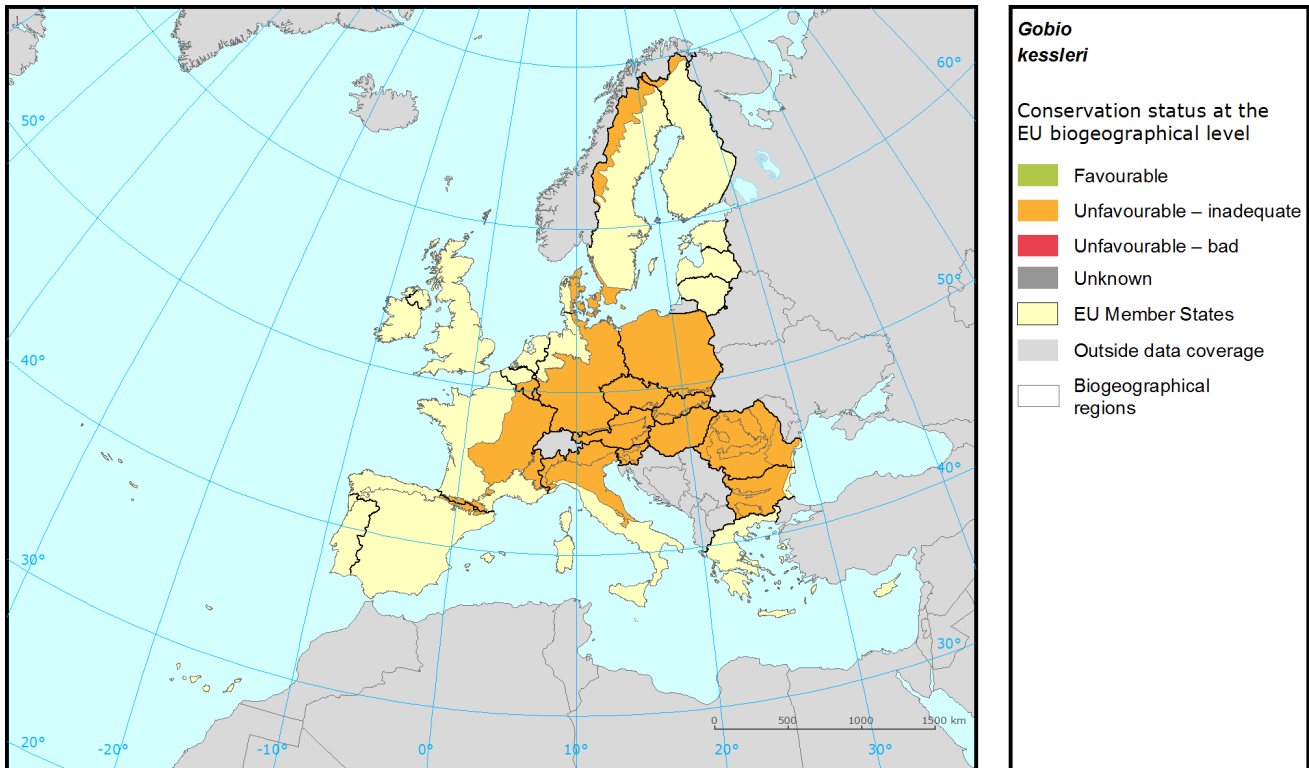 Gobio
kessleri
Conservation status at the
EU biogeographical level
Favourable
Unfavourable – inadequate
Unfavourable – bad
Unknown
EU Member States
Outside data coverage
Biogeographical
regions
60°
50°
50°
40°
40°
30°
30°
20°
-20°
-10°
0°
10°
20°
30°
0 500 1000 1500 km